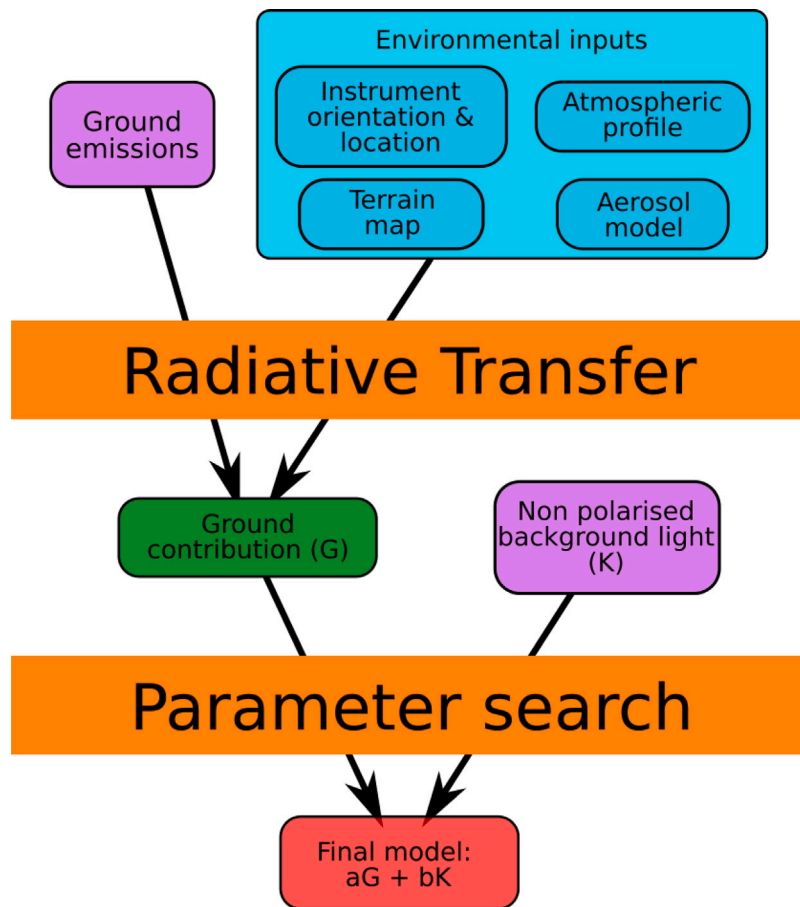 Environmental inputs
Instrument
orientation &
location
Atmospheric
profile
Ground
emissions
Terrain
map
Aerosol
model
Radiative Transfer
Ground
contribution (G)
Non polarised
background light
(K)
Parameter search
Final model:
aG + bK